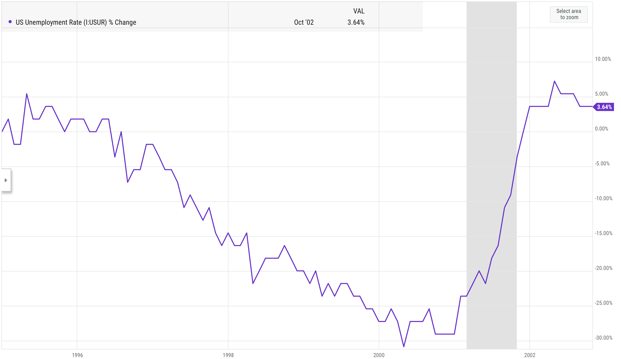 VAL
US Unemployment Rate (I:USUR) % Change Oct '02 3.64%
Select area
to zoom
10.00%
5.00%
3.64%
0.00%
-5.00%
-10.00%
-15.00%
-20.00%
-25.00%
-30.00%
1996 1998 2000 2002